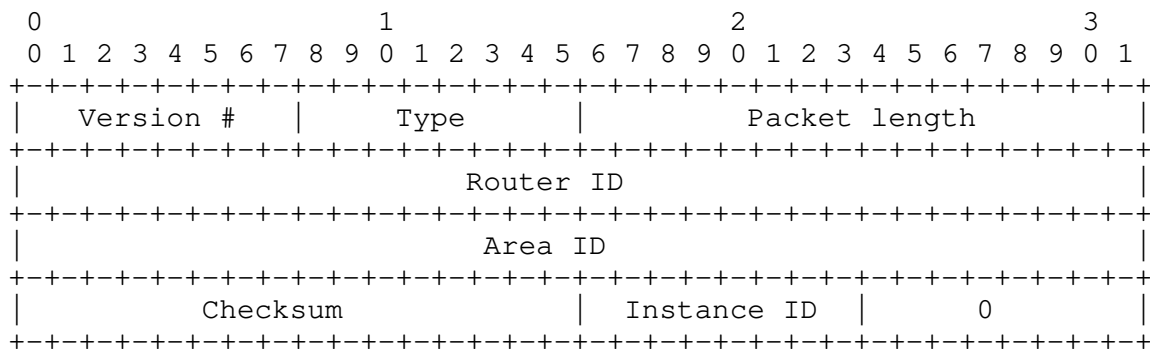 0                   1                   2                   3
 0 1 2 3 4 5 6 7 8 9 0 1 2 3 4 5 6 7 8 9 0 1 2 3 4 5 6 7 8 9 0 1
+-+-+-+-+-+-+-+-+-+-+-+-+-+-+-+-+-+-+-+-+-+-+-+-+-+-+-+-+-+-+-+-+
|   Version #   |     Type      |         Packet length         |
+-+-+-+-+-+-+-+-+-+-+-+-+-+-+-+-+-+-+-+-+-+-+-+-+-+-+-+-+-+-+-+-+
|                         Router ID                             |
+-+-+-+-+-+-+-+-+-+-+-+-+-+-+-+-+-+-+-+-+-+-+-+-+-+-+-+-+-+-+-+-+
|                          Area ID                              |
+-+-+-+-+-+-+-+-+-+-+-+-+-+-+-+-+-+-+-+-+-+-+-+-+-+-+-+-+-+-+-+-+
|          Checksum             |  Instance ID  |      0        |
+-+-+-+-+-+-+-+-+-+-+-+-+-+-+-+-+-+-+-+-+-+-+-+-+-+-+-+-+-+-+-+-+